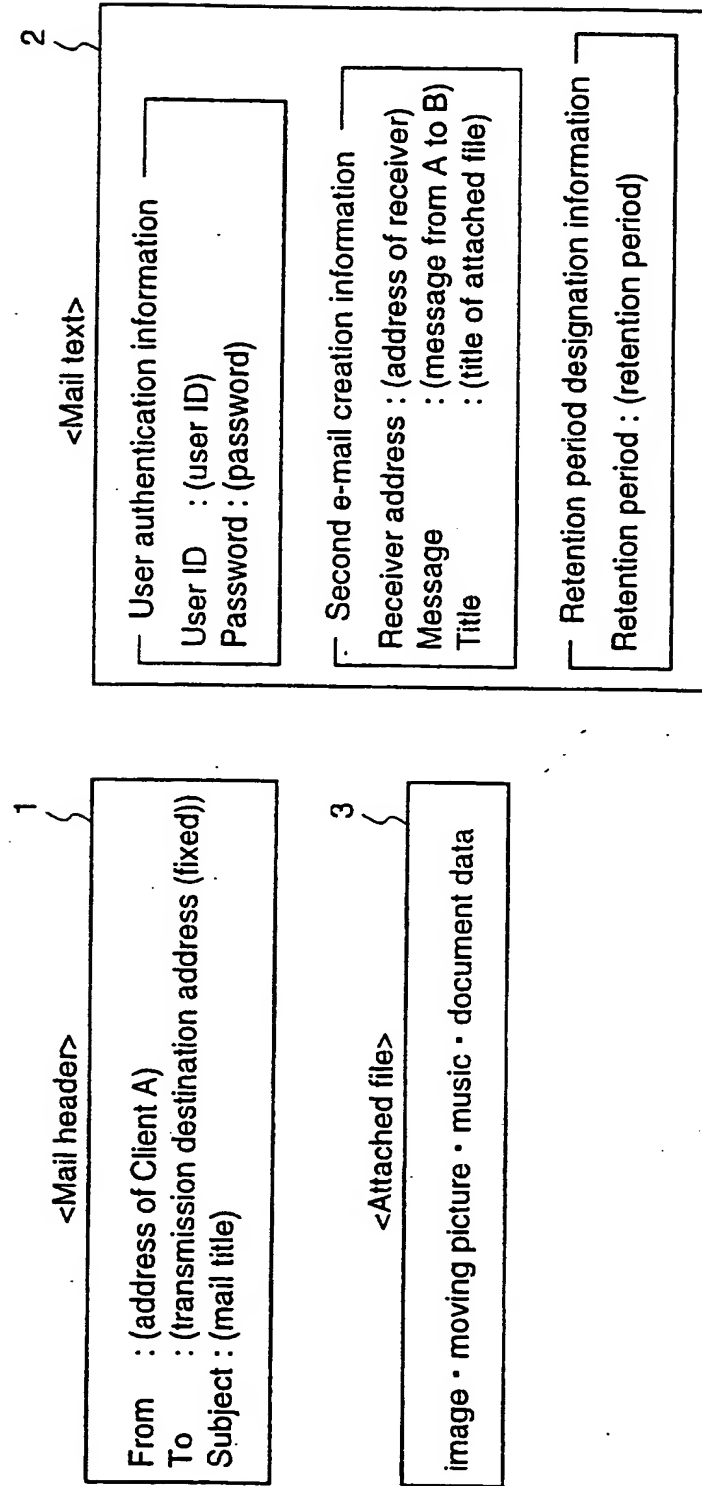 <Mail header>
1
From : (address of Client A)
To : (transmission destination address (fixed))
Subject : (mail title)
<Attached file>
3
image・moving picture・music・document data
<Mail text>
2
User authentication information
User ID : (user ID)
Password : (password)
Second e-mail creation information
Receiver address : (address of receiver)
Message : (message from A to B)
Title : (title of attached file)
Retention period designation information
Retention period : (retention period)